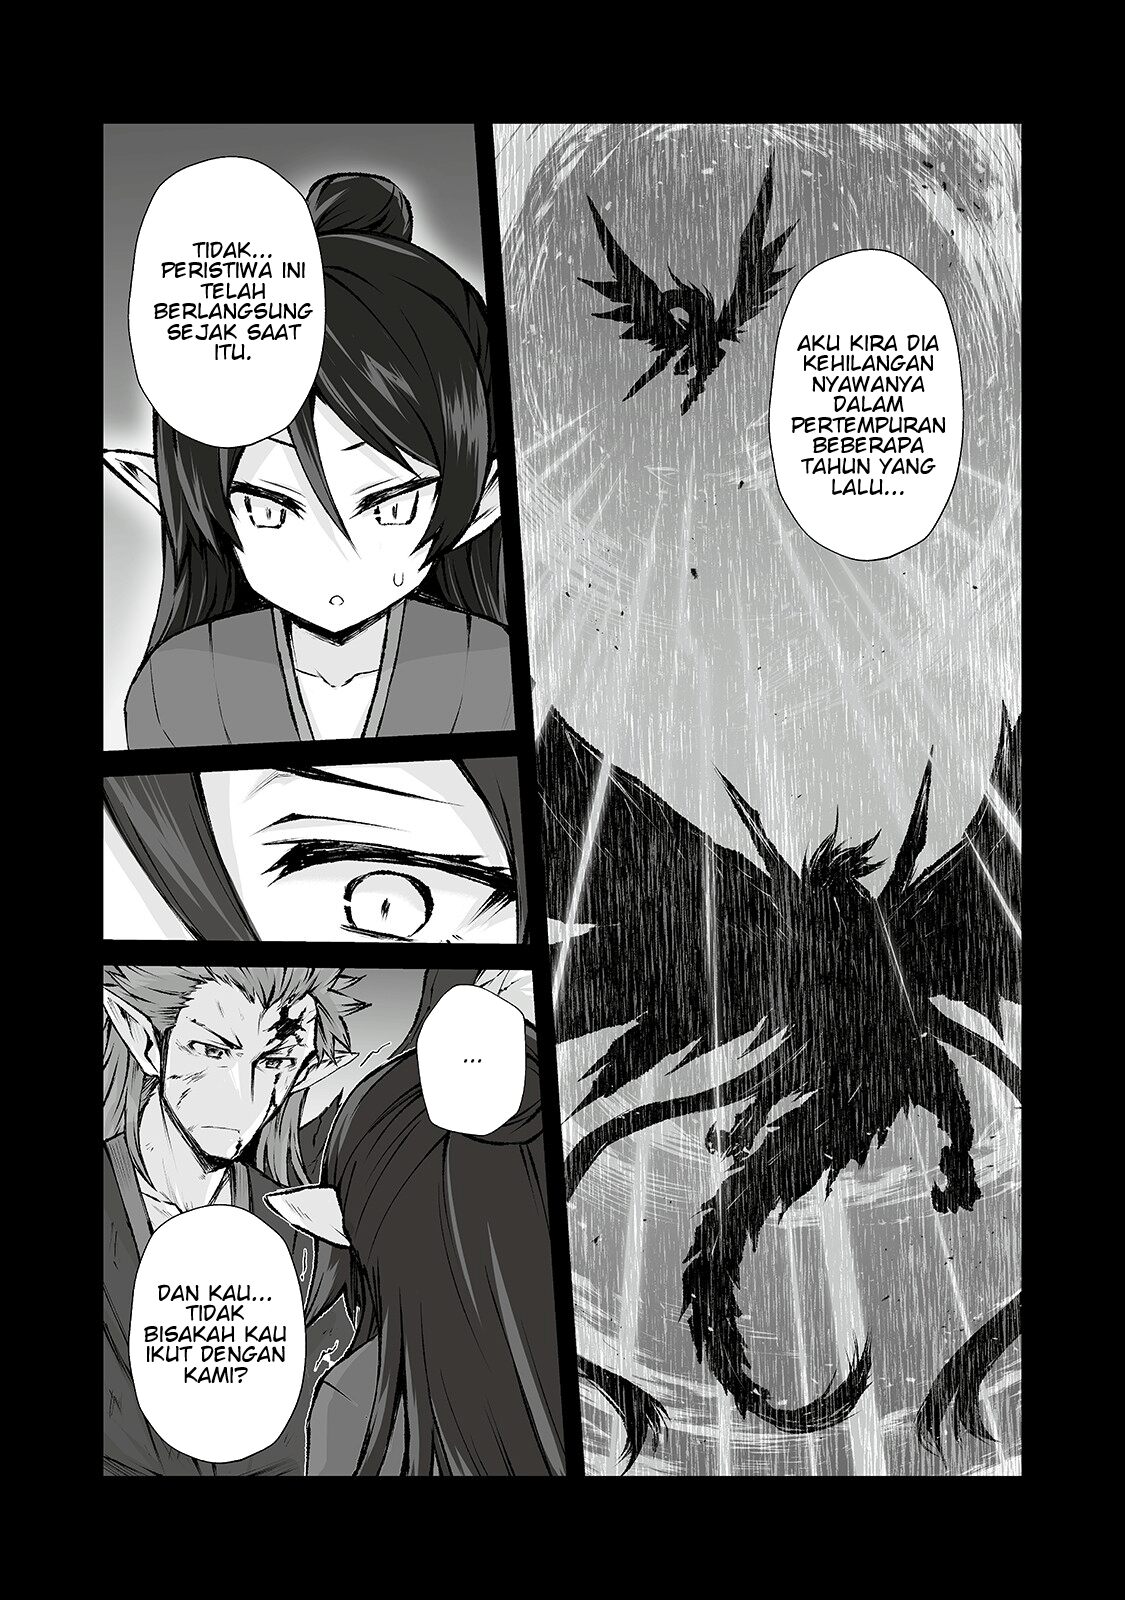 AKU KIRA DIA
KEHILANGAN
NYAWANYA
DALAM
PERTEMPURAN
BEBERAPA
TAHUN YANG
LALU...
TIDAK...
PERISTIWA INI
TELAH
BERLANGSUNG
SEJAK SAAT
ITU.
...
DAN KAU...
TIDAK
BISAKAH KAU
IKUT DENGAN
KAMI?